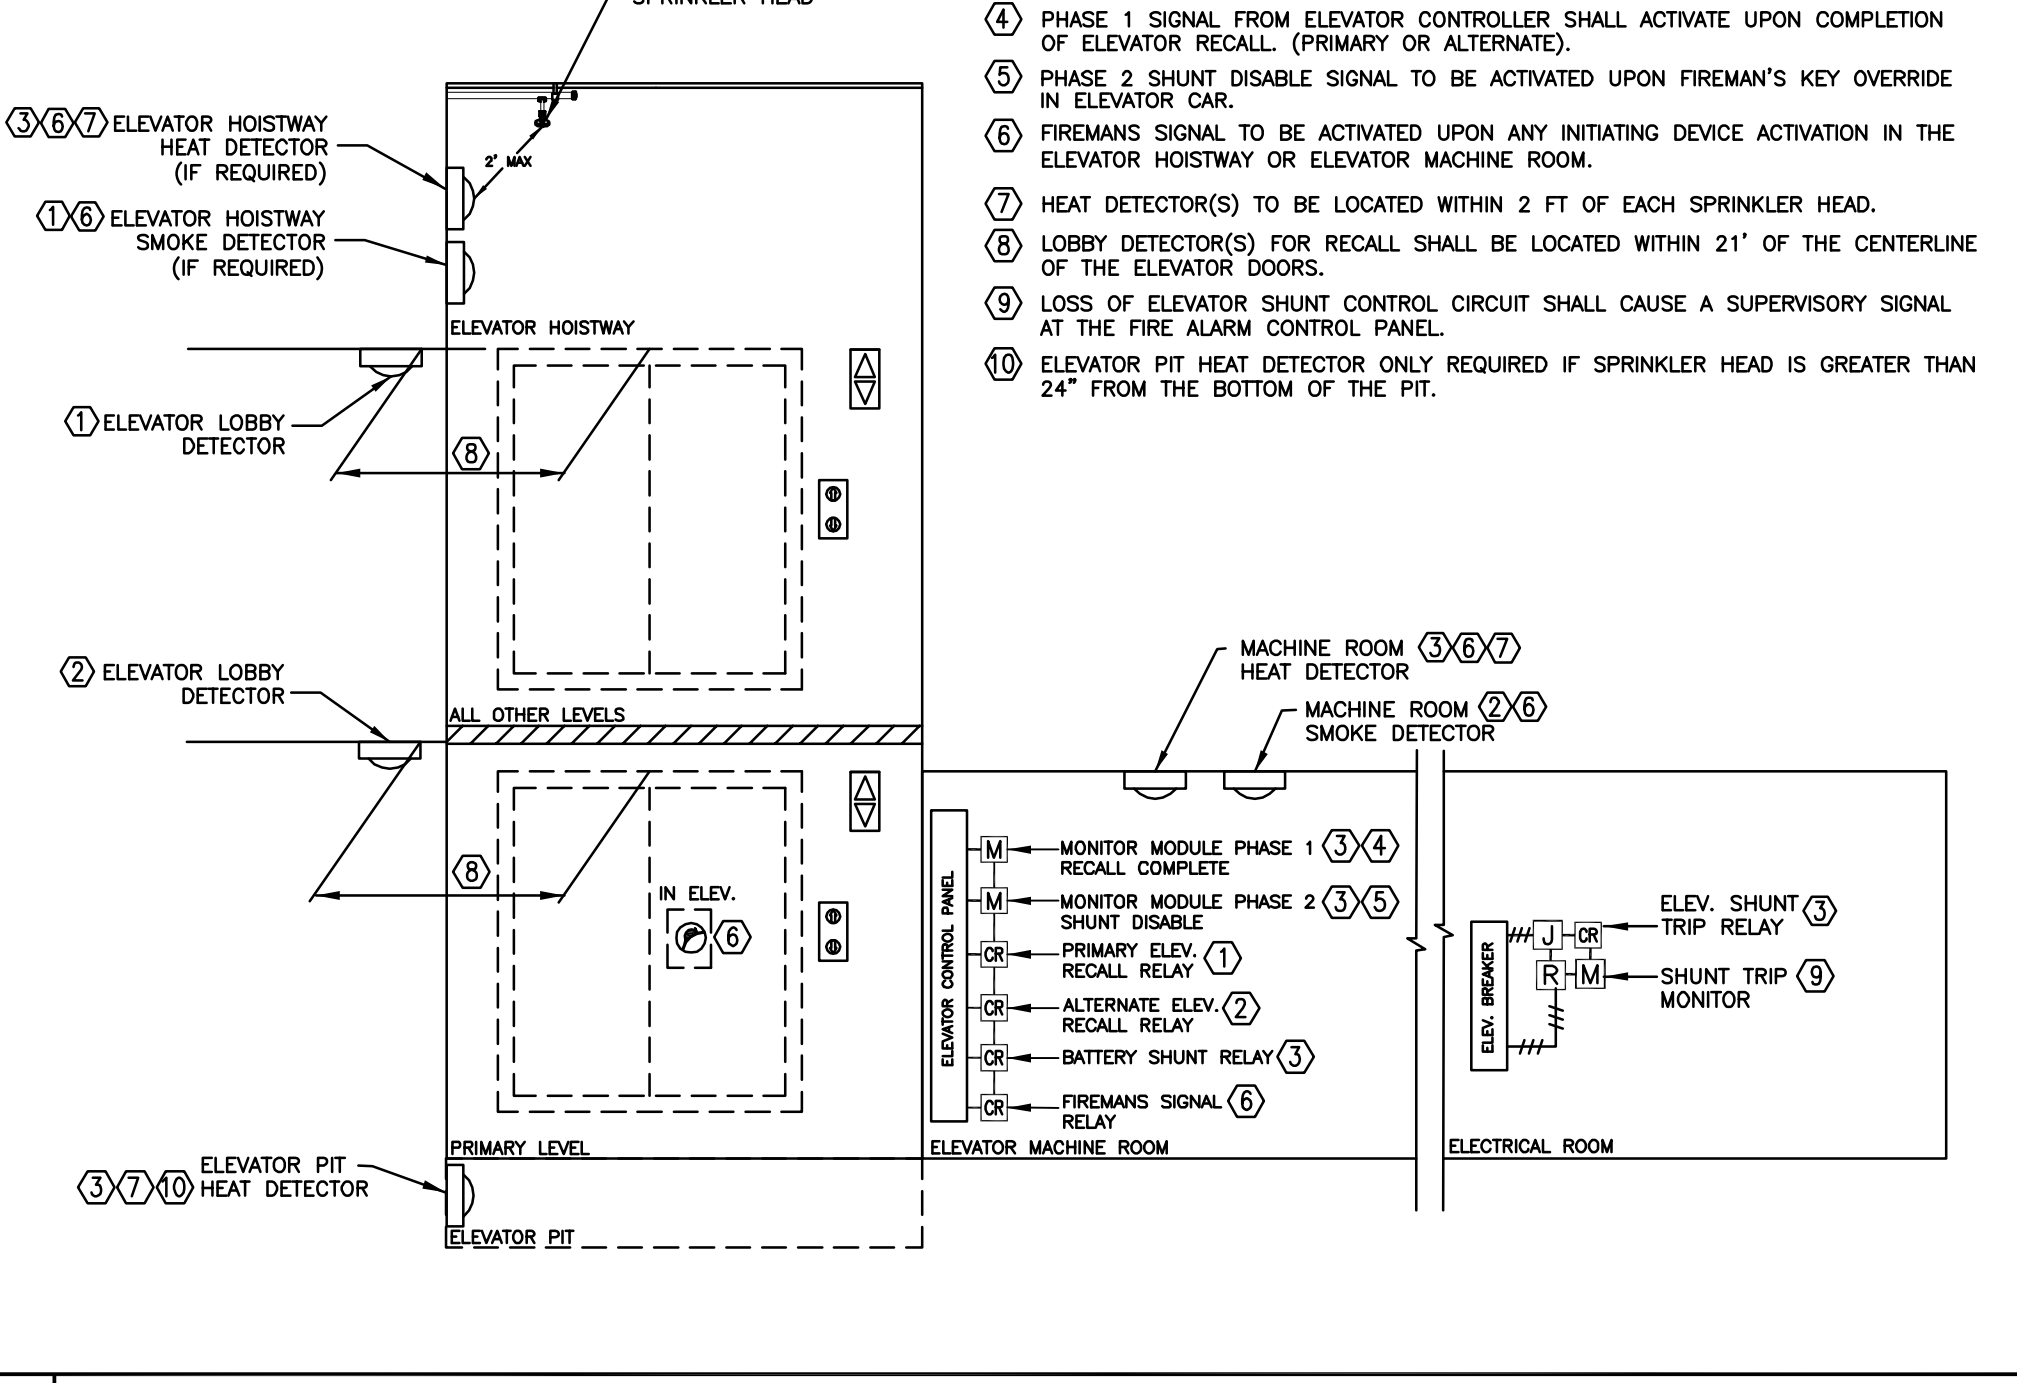 SPRINKLER HEAD
4 PHASE 1 SIGNAL FROM ELEVATOR CONTROLLER SHALL ACTIVATE UPON COMPLETION
OF ELEVATOR RECALL. (PRIMARY OR ALTERNATE).
5 PHASE 2 SHUNT DISABLE SIGNAL TO BE ACTIVATED UPON FIREMAN'S KEY OVERRIDE
IN ELEVATOR CAR.
6 FIREMANS SIGNAL TO BE ACTIVATED UPON ANY INITIATING DEVICE ACTIVATION IN THE
ELEVATOR HOISTWAY OR ELEVATOR MACHINE ROOM.
7 HEAT DETECTOR(S) TO BE LOCATED WITHIN 2 FT OF EACH SPRINKLER HEAD.
8 LOBBY DETECTOR(S) FOR RECALL SHALL BE LOCATED WITHIN 21' OF THE CENTERLINE
OF THE ELEVATOR DOORS.
9 LOSS OF ELEVATOR SHUNT CONTROL CIRCUIT SHALL CAUSE A SUPERVISORY SIGNAL
AT THE FIRE ALARM CONTROL PANEL.
10 ELEVATOR PIT HEAT DETECTOR ONLY REQUIRED IF SPRINKLER HEAD IS GREATER THAN
24" FROM THE BOTTOM OF THE PIT.
3 6 7 ELEVATOR HOISTWAY
HEAT DETECTOR
(IF REQUIRED)
2' MAX
1 6 ELEVATOR HOISTWAY
SMOKE DETECTOR
(IF REQUIRED)
ELEVATOR HOISTWAY
1 ELEVATOR LOBBY
DETECTOR
8
2 ELEVATOR LOBBY
DETECTOR
ALL OTHER LEVELS
8
IN ELEV.
6
PRIMARY LEVEL
ELEVATOR PIT
3 7 10 HEAT DETECTOR
ELEVATOR PIT
MACHINE ROOM 3 6 7
HEAT DETECTOR
MACHINE ROOM 2 6
SMOKE DETECTOR
ELEVATOR CONTROL PANEL
M MONITOR MODULE PHASE 1 3 4
RECALL COMPLETE
M MONITOR MODULE PHASE 2 3 5
SHUNT DISABLE
CR PRIMARY ELEV. 1
RECALL RELAY
CR ALTERNATE ELEV. 2
RECALL RELAY
CR BATTERY SHUNT RELAY 3
CR FIREMANS SIGNAL 6
RELAY
ELEVATOR MACHINE ROOM
ELEV. BREAKER
J CR
R M
ELEV. SHUNT 3
TRIP RELAY
SHUNT TRIP 9
MONITOR
ELECTRICAL ROOM